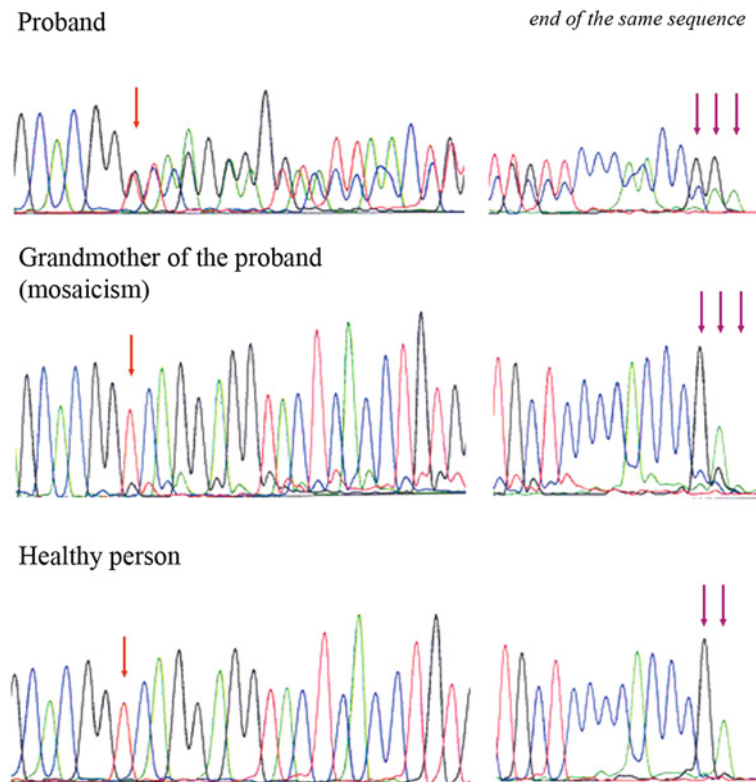 Proband
end of the same sequence
Grandmother of the proband
(mosaicism)
Healthy person